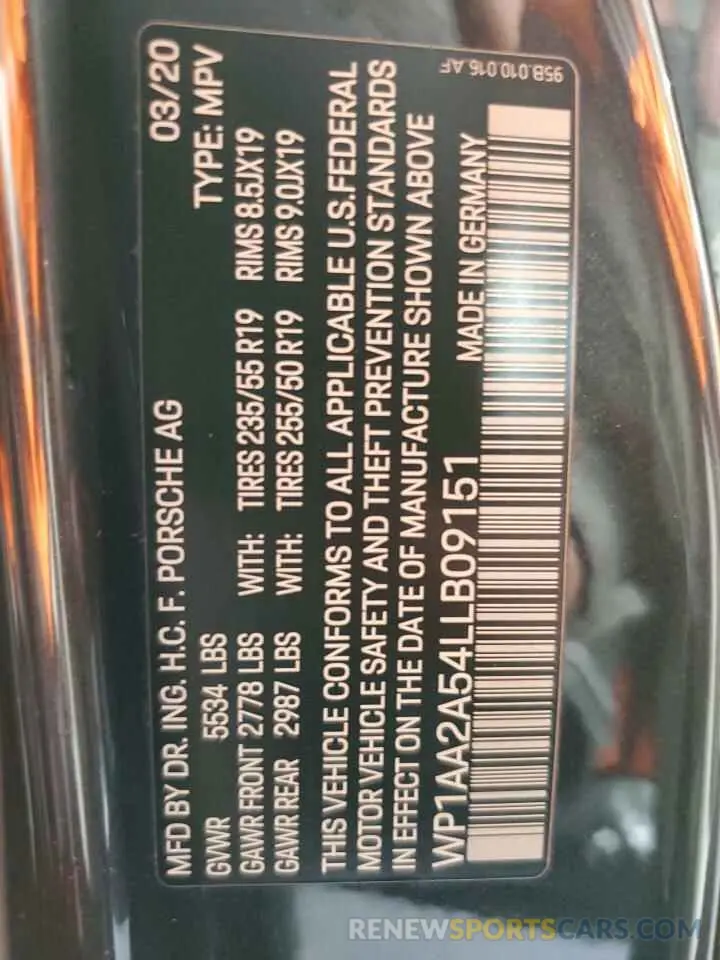 MFD BY DR. ING. H.C. F. PORSCHE AG 03/20
GVWR 5534 LBS TYPE: MPV
GAWR FRONT 2778 LBS WITH: TIRES 235/55 R19 RIMS 8.5JX19
GAWR REAR 2987 LBS WITH: TIRES 255/50 R19 RIMS 9.0JX19
THIS VEHICLE CONFORMS TO ALL APPLICABLE U.S.FEDERAL
MOTOR VEHICLE SAFETY AND THEFT PREVENTION STANDARDS
IN EFFECT ON THE DATE OF MANUFACTURE SHOWN ABOVE
WP1AA2A54LLB09151 MADE IN GERMANY
95B.010.016.AF
RENEWSPORTSCARS.COM